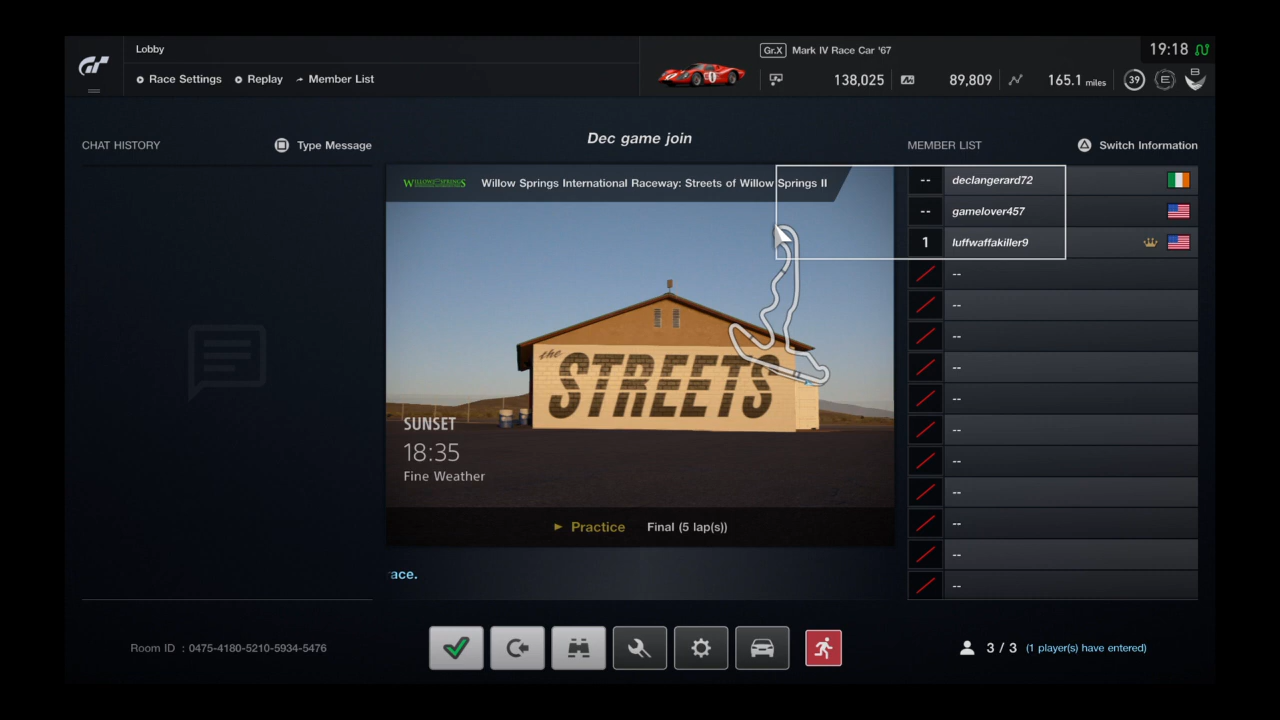 Lobby
Race Settings Replay Member List
Gr.X Mark IV Race Car '67
19:18
138,025 89,809 165.1 miles 39 E B
CHAT HISTORY Type Message
Dec game join
MEMBER LIST Switch Information
WILLOW SPRINGS Willow Springs International Raceway: Streets of Willow Springs II
-- declangerard72
-- gamelover457
1 luffwaffakiller9
--
--
--
--
--
--
--
--
--
--
--
the
STREETS
SUNSET
18:35
Fine Weather
Practice Final (5 lap(s))
race.
Room ID : 0475-4180-5210-5934-5476
3 / 3 (1 player(s) have entered)